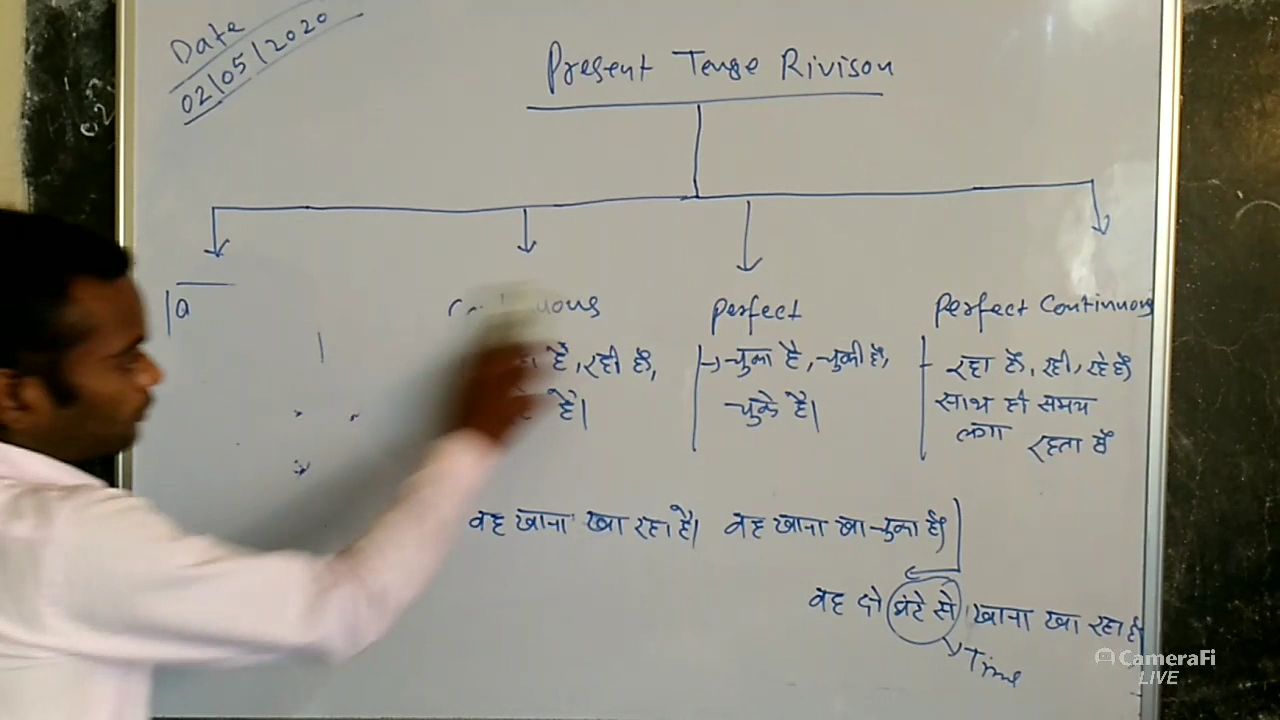 Date
02/05/2020
Present Tense Rivison
Perfect
Perfect Continuous
है, रही है,
हैं।
चुका है, चुकी है,
चुके है।
रहा है, रही, रहे है
साथ ही समय
लगा रहता है
वह खाना खा रहा है।
वह खाना खा चुका है।
वह दो घंटे से खाना खा रहा है
Time
CameraFi
LIVE